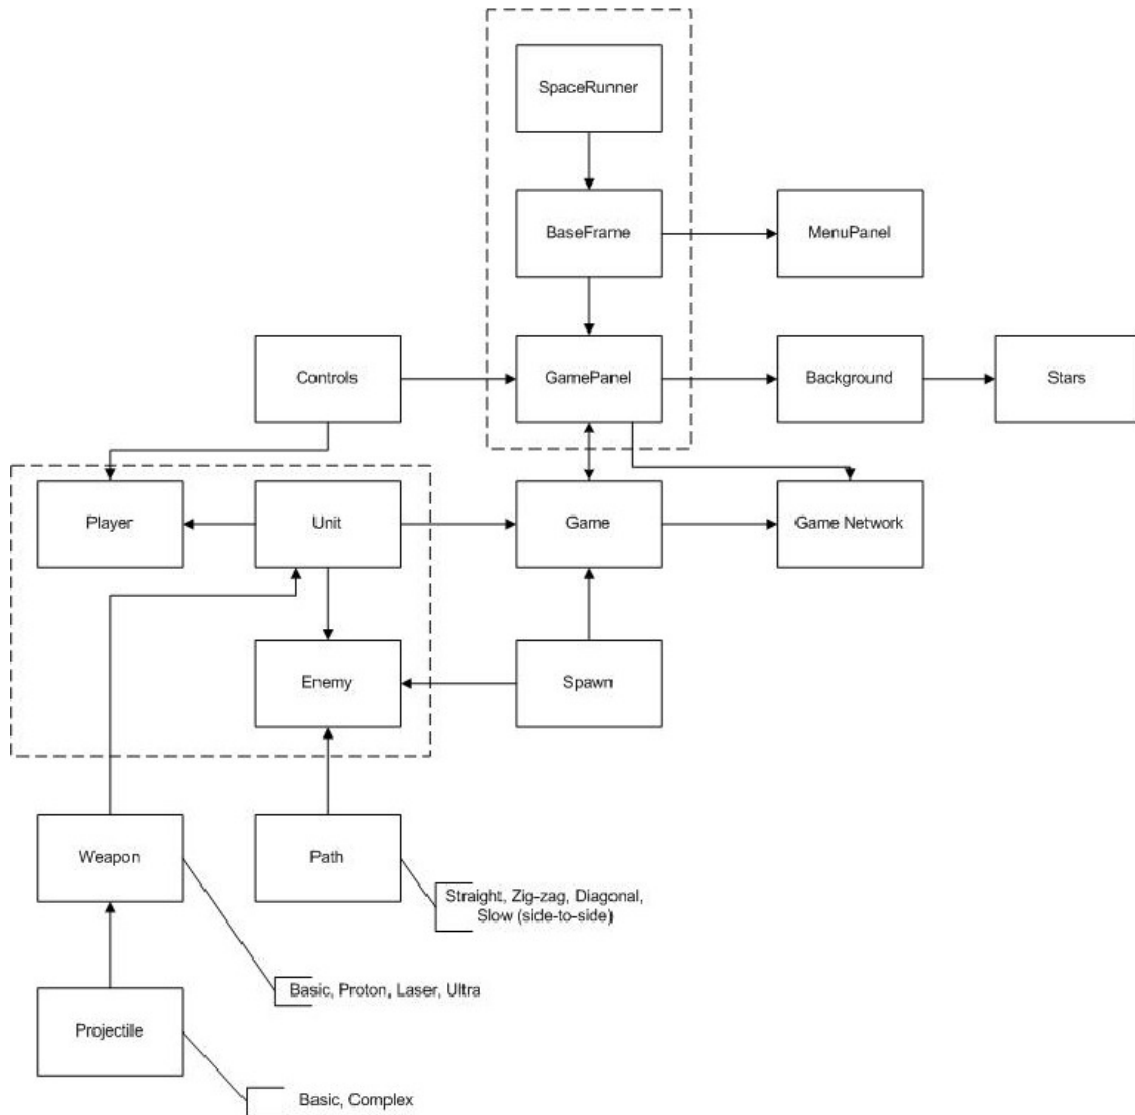 SpaceRunner
BaseFrame
MenuPanel
Controls
GamePanel
Background
Stars
Player
Unit
Game
Game Network
Enemy
Spawn
Weapon
Path
Straight, Zig-zag, Diagonal,
Slow (side-to-side)
Basic, Proton, Laser, Ultra
Projectille
Basic, Complex